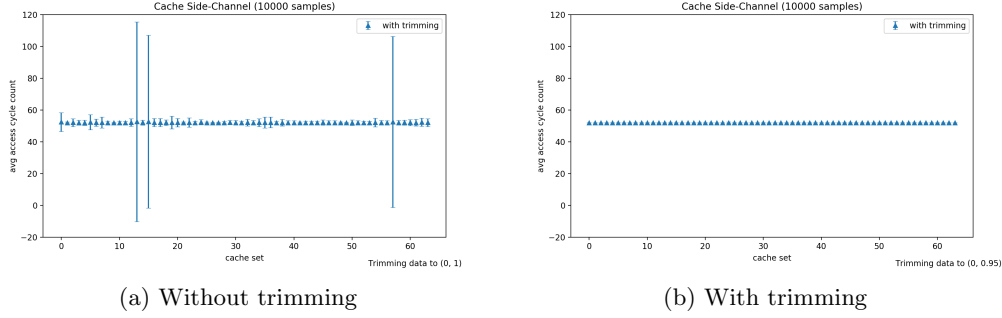 Cache Side-Channel (10000 samples)
with trimming
120
100
80
60
40
20
0
−20
avg access cycle count
0 10 20 30 40 50 60
cache set
Trimming data to (0, 1)
(a) Without trimming
Cache Side-Channel (10000 samples)
with trimming
120
100
80
60
40
20
0
−20
avg access cycle count
0 10 20 30 40 50 60
cache set
Trimming data to (0, 0.95)
(b) With trimming